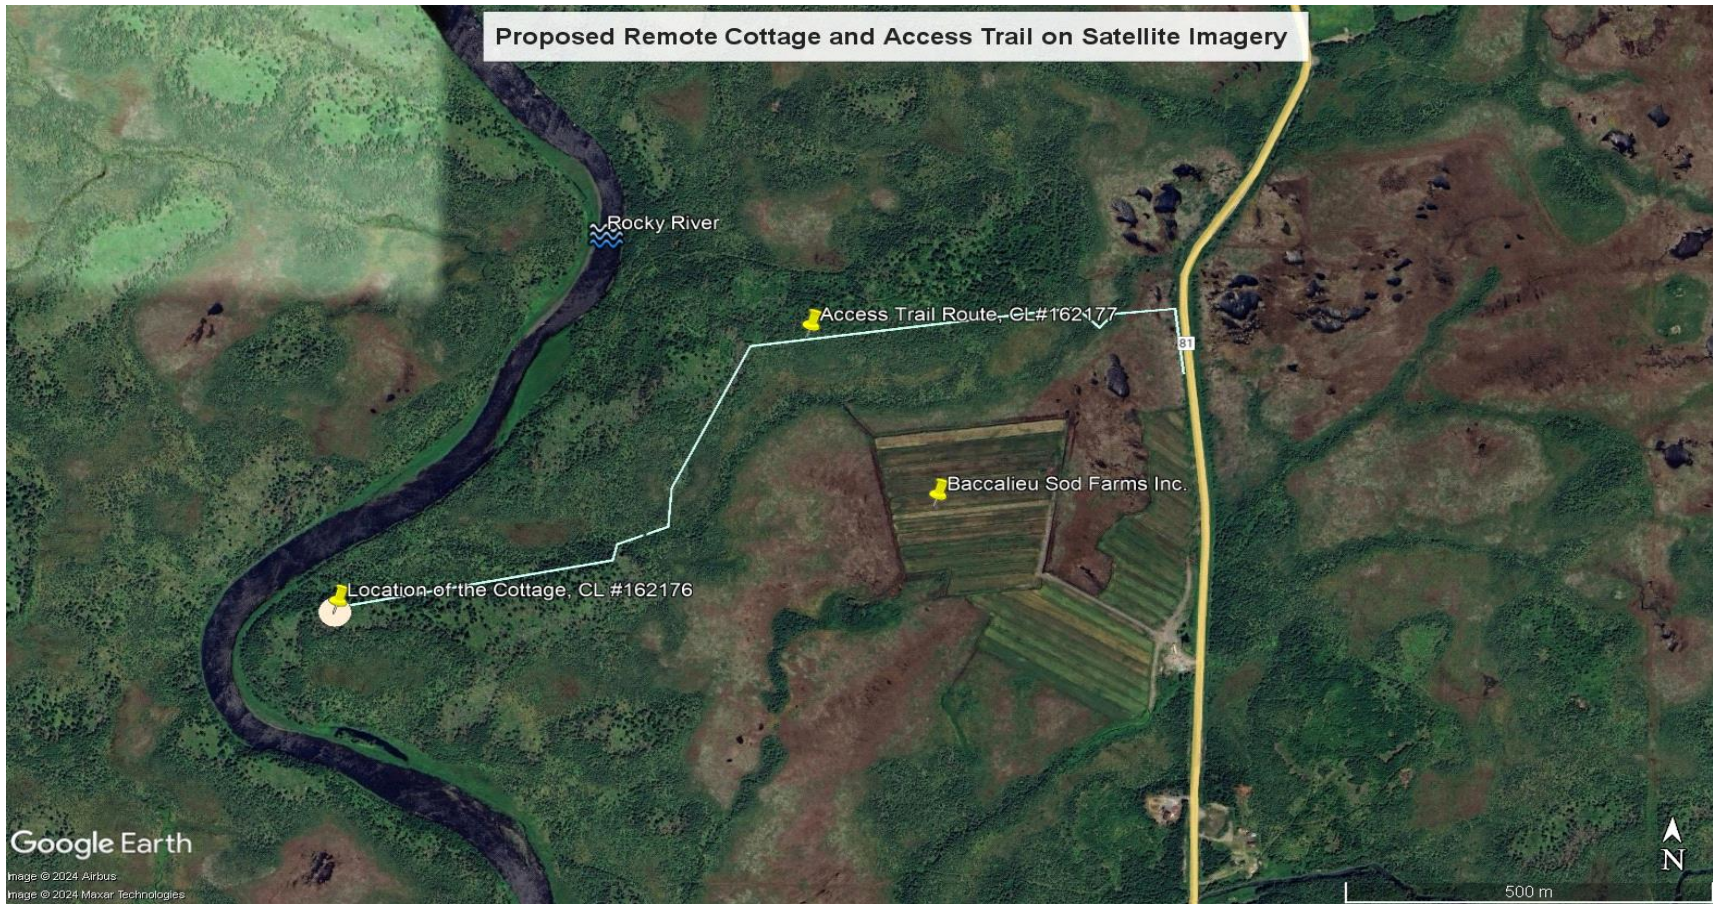 Proposed Remote Cottage and Access Trail on Satellite Imagery
Rocky River
Access Trail Route, CL#162177
81
Baccalieu Sod Farms Inc.
Location of the Cottage, CL #162176
Google Earth
Image © 2024 Airbus
Image © 2024 Maxar Technologies
N
500 m